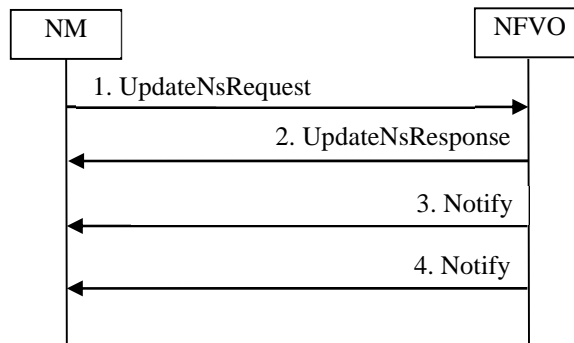 NM
NFVO
1. UpdateNsRequest
2. UpdateNsResponse
3. Notify
4. Notify